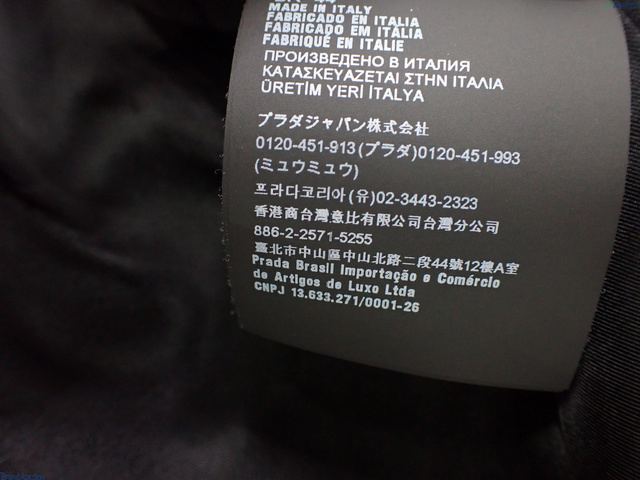 MADE IN ITALY
FABRICADO EN ITALIA
FABRICADO EM ITÁLIA
FABRIQUÉ EN ITALIE
ПРОИЗВЕДЕНО В ИТАЛИЯ
ΚΑΤΑΣΚΕΥΑΖΕΤΑΙ ΣΤΗΝ ΙΤΑΛΙΑ
ÜRETİM YERİ İTALYA
プラダジャパン株式会社
0120-451-913(プラダ)0120-451-993
(ミュウミュウ)
프라다코리아(유)02-3443-2323
香港商台灣意比有限公司台灣分公司
886-2-2571-5255
臺北市中山區中山北路二段44號12樓A室
Prada Brasil Importação e Comércio
de Artigos de Luxo Ltda
CNPJ 13.633.271/0001-26